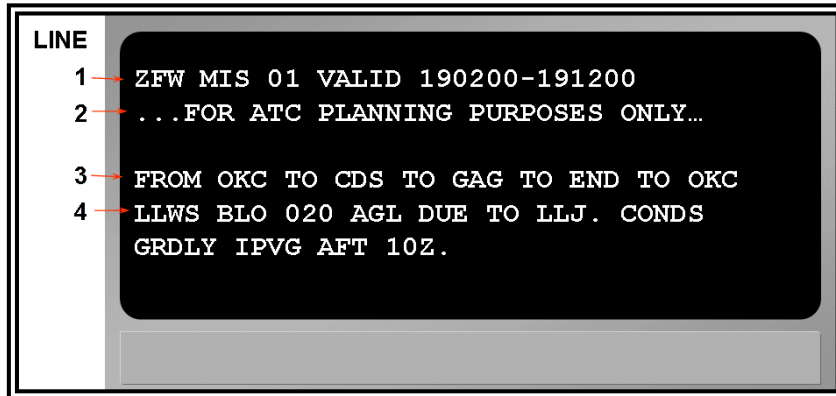 LINE
1 ZFW MIS 01 VALID 190200-191200
2 ...FOR ATC PLANNING PURPOSES ONLY…
3 FROM OKC TO CDS TO GAG TO END TO OKC
4 LLWS BLO 020 AGL DUE TO LLJ. CONDS
GRDLY IPVG AFT 10Z.